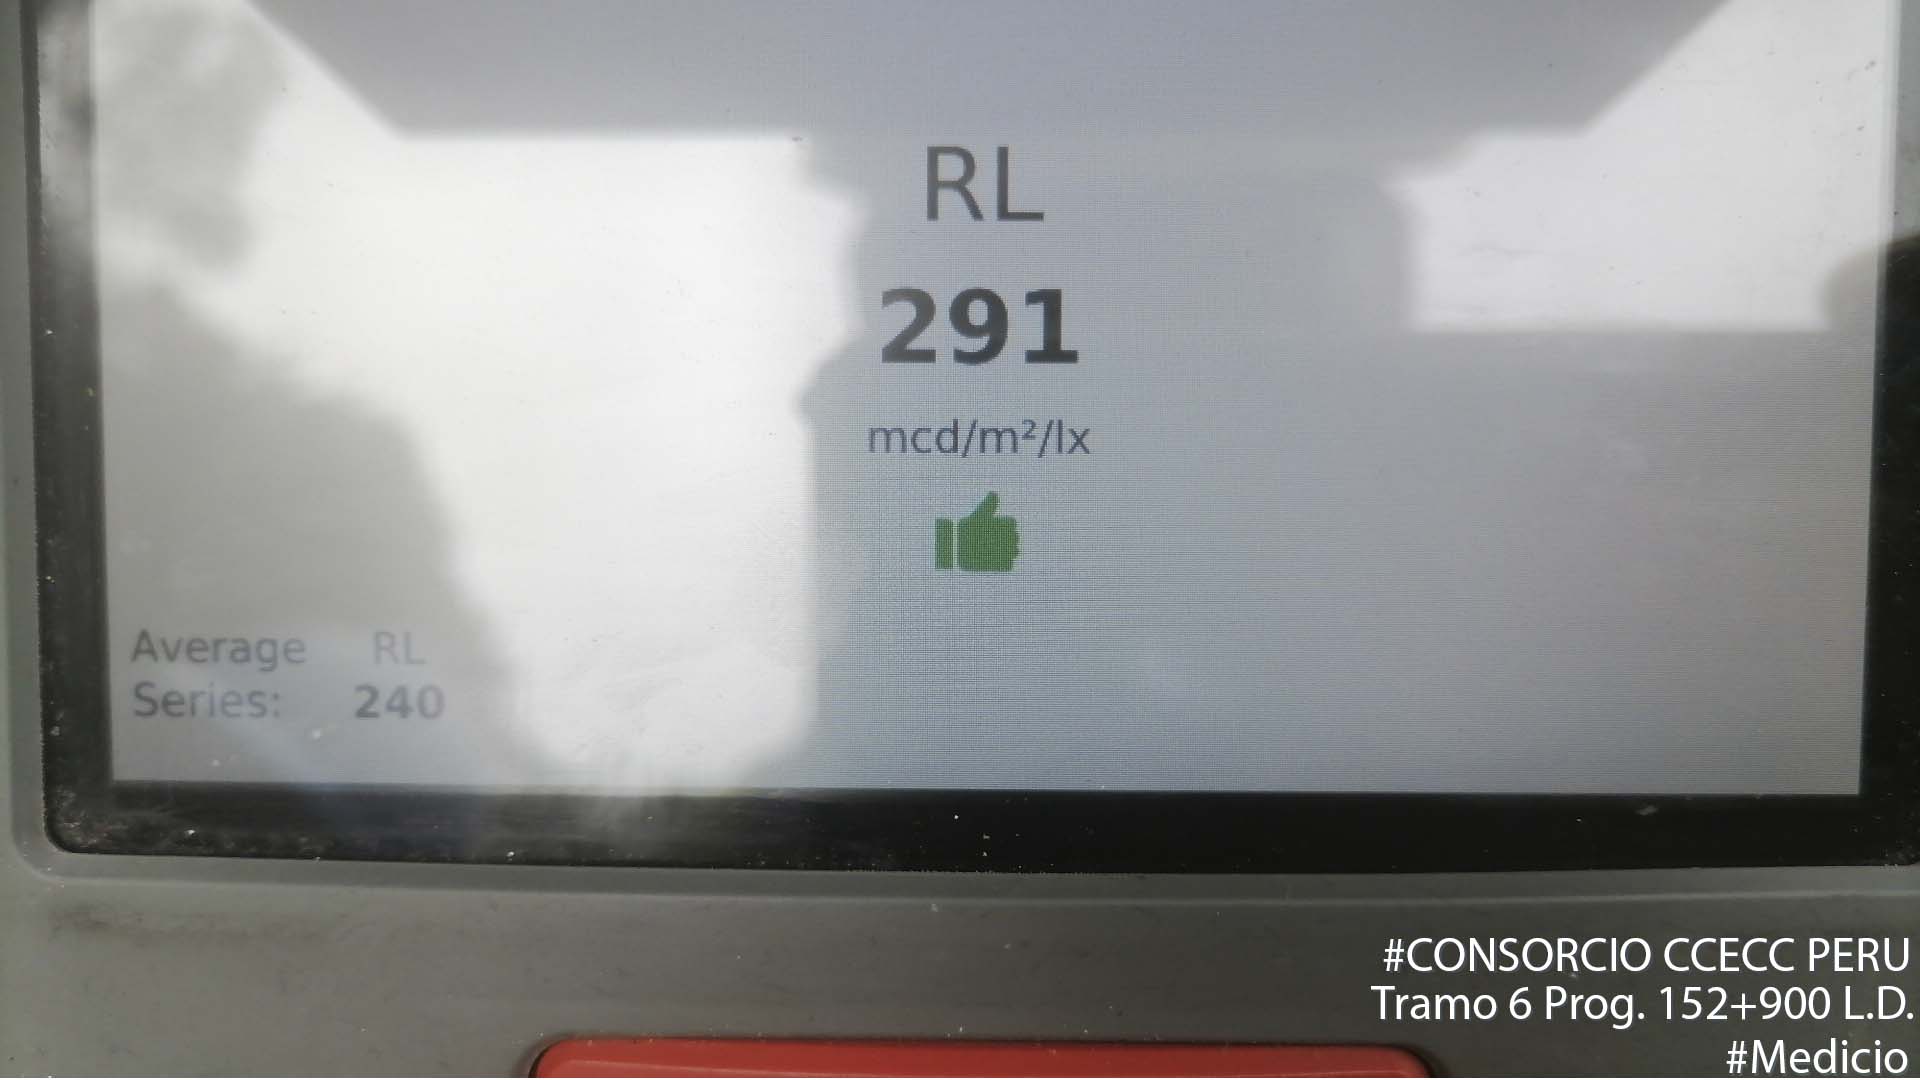 RL
291
mcd/m²/lx
Average RL
Series: 240
#CONSORCIO CCECC PERU
Tramo 6 Prog. 152+900 L.D.
#Medicio